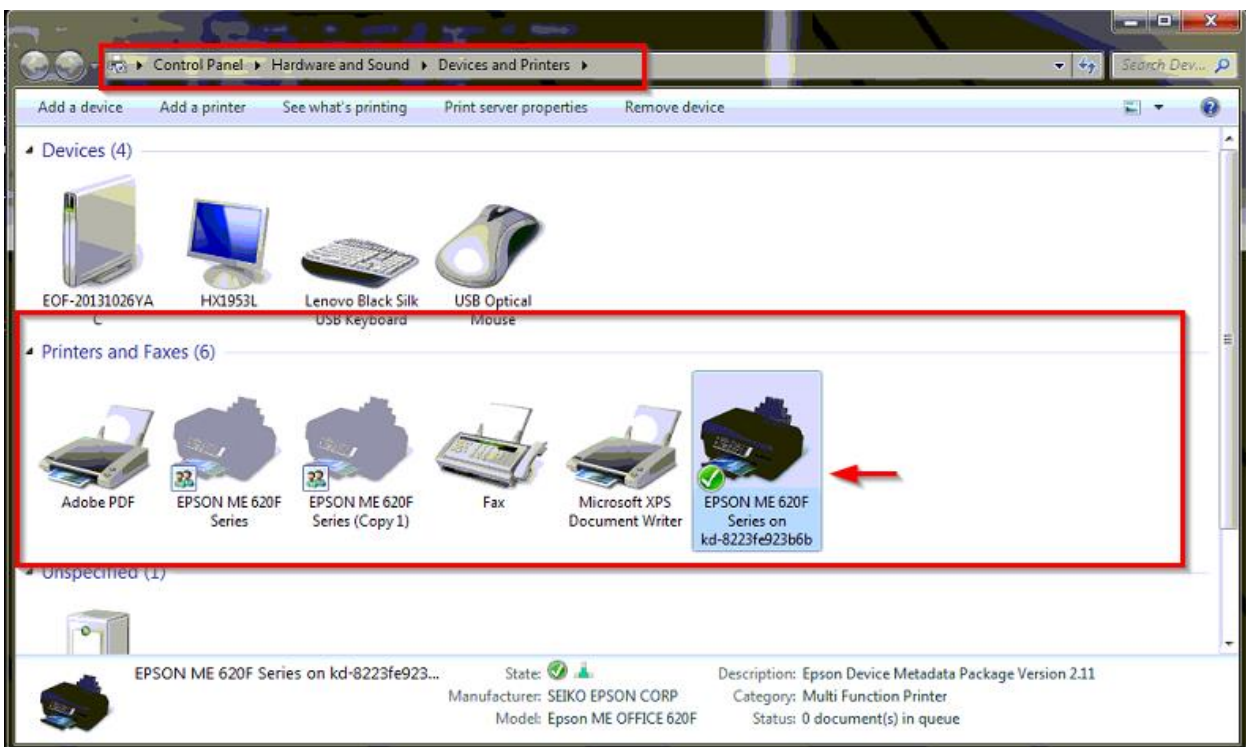 Control Panel Hardware and Sound Devices and Printers
Search Dev...
Add a device Add a printer See what's printing Print server properties Remove device
Devices (4)
EOF-20131026YA
C
HX1953L
Lenovo Black Silk
USB Keyboard
USB Optical
Mouse
Printers and Faxes (6)
Adobe PDF
EPSON ME 620F
Series
EPSON ME 620F
Series (Copy 1)
Fax
Microsoft XPS
Document Writer
EPSON ME 620F
Series on
kd-8223fe923b6b
Unspecified (1)
EPSON ME 620F Series on kd-8223fe923...
State:
Manufacturer: SEIKO EPSON CORP
Model: Epson ME OFFICE 620F
Description: Epson Device Metadata Package Version 2.11
Category: Multi Function Printer
Status: 0 document(s) in queue